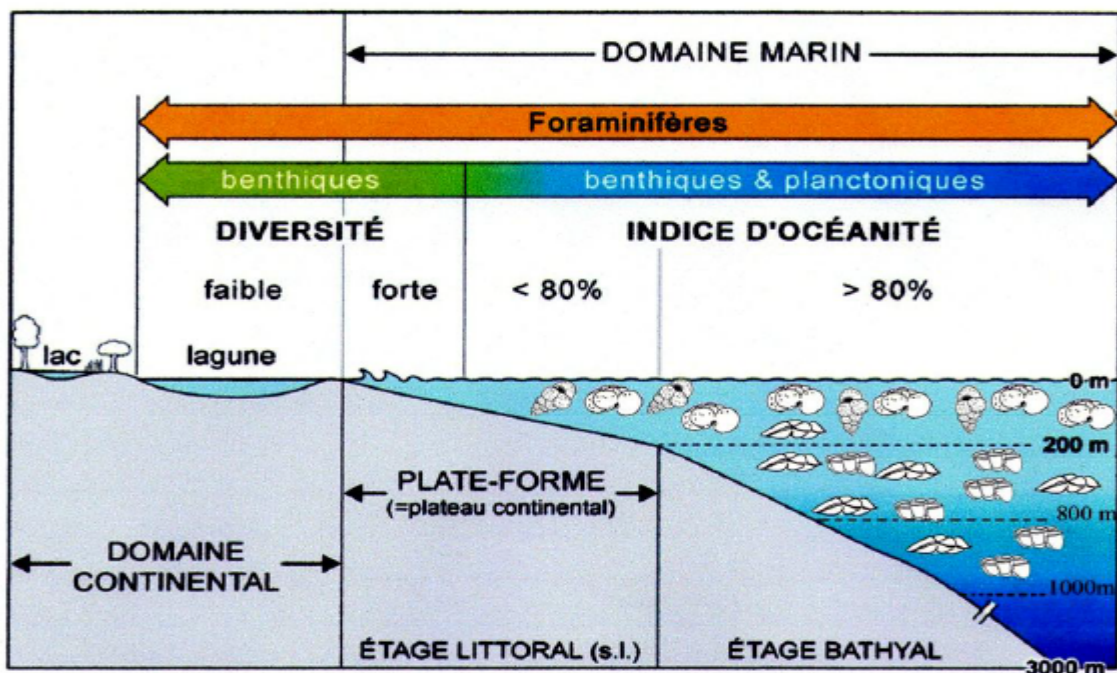 DOMAINE MARIN
Foraminifères
benthiques
benthiques & planctoniques
DIVERSITÉ
INDICE D'OCÉANITÉ
faible
forte
< 80%
> 80%
lac
lagune
0 m
200 m
PLATE-FORME
(=plateau continental)
800 m
DOMAINE
CONTINENTAL
1000m
ÉTAGE LITTORAL (s.l.)
ÉTAGE BATHYAL
3000 m